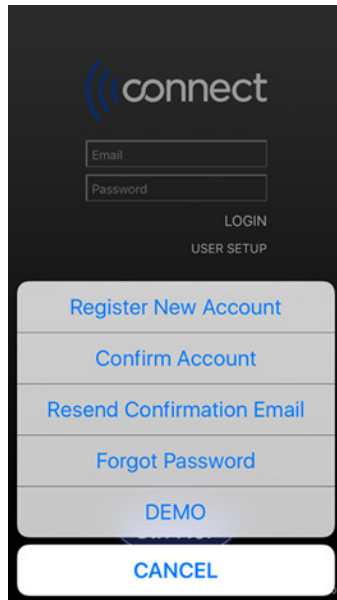 connect
Email
Password
LOGIN
USER SETUP
Register New Account
Confirm Account
Resend Confirmation Email
Forgot Password
DEMO
CANCEL